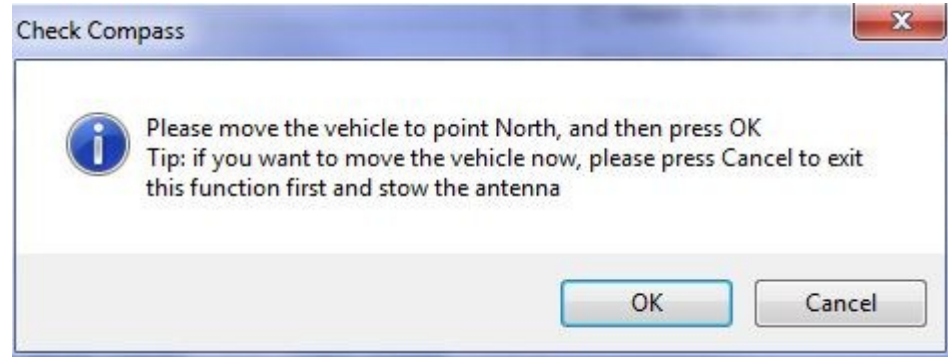 Check Compass
Please move the vehicle to point North, and then press OK
Tip: if you want to move the vehicle now, please press Cancel to exit
this function first and stow the antenna
OK
Cancel